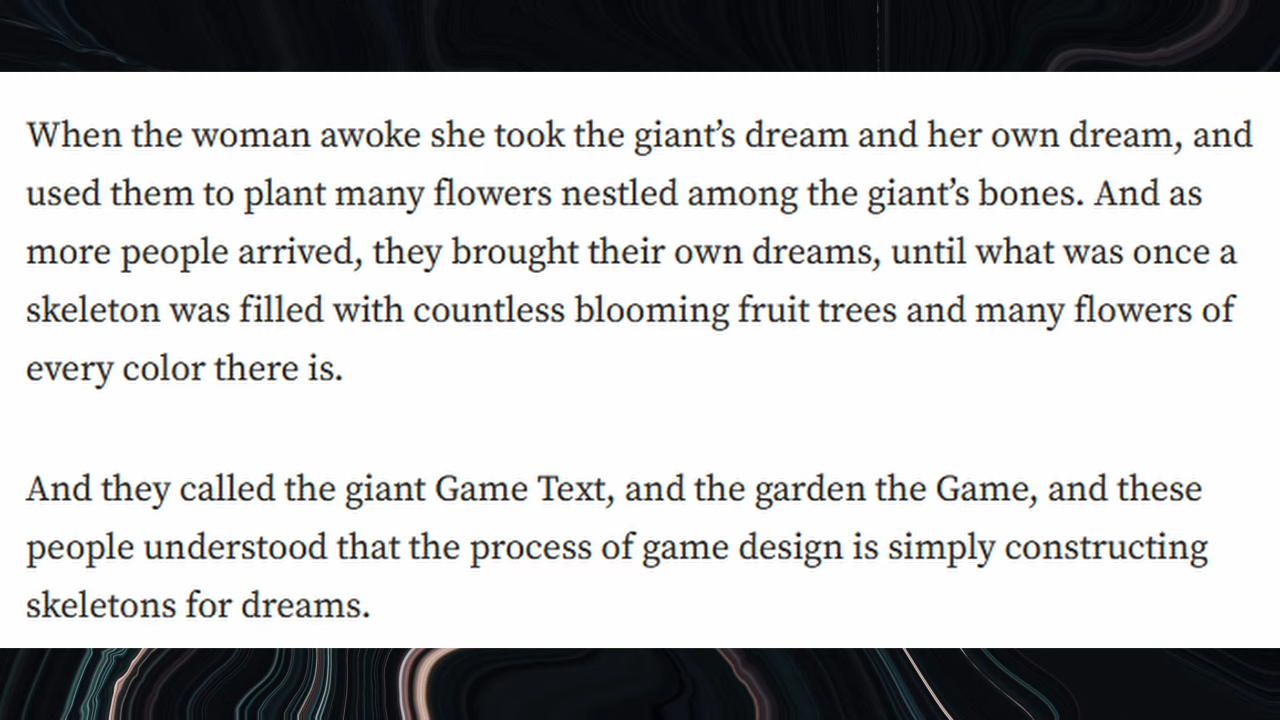 When the woman awoke she took the giant’s dream and her own dream, and
used them to plant many flowers nestled among the giant’s bones. And as
more people arrived, they brought their own dreams, until what was once a
skeleton was filled with countless blooming fruit trees and many flowers of
every color there is.
And they called the giant Game Text, and the garden the Game, and these
people understood that the process of game design is simply constructing
skeletons for dreams.